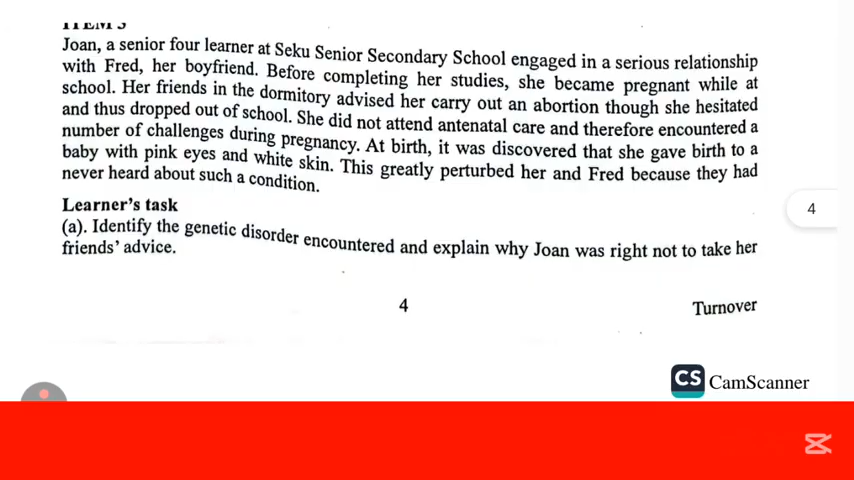 ITEM 3
Joan, a senior four learner at Seku Senior Secondary School engaged in a serious relationship
with Fred, her boyfriend. Before completing her studies, she became pregnant while at
school. Her friends in the dormitory advised her carry out an abortion though she hesitated
and thus dropped out of school. She did not attend antenatal care and therefore encountered a
number of challenges during pregnancy. At birth, it was discovered that she gave birth to a
baby with pink eyes and white skin. This greatly perturbed her and Fred because they had
never heard about such a condition.
Learner's task
(a). Identify the genetic disorder encountered and explain why Joan was right not to take her
friends' advice.
4
4
Turnover
CS CamScanner